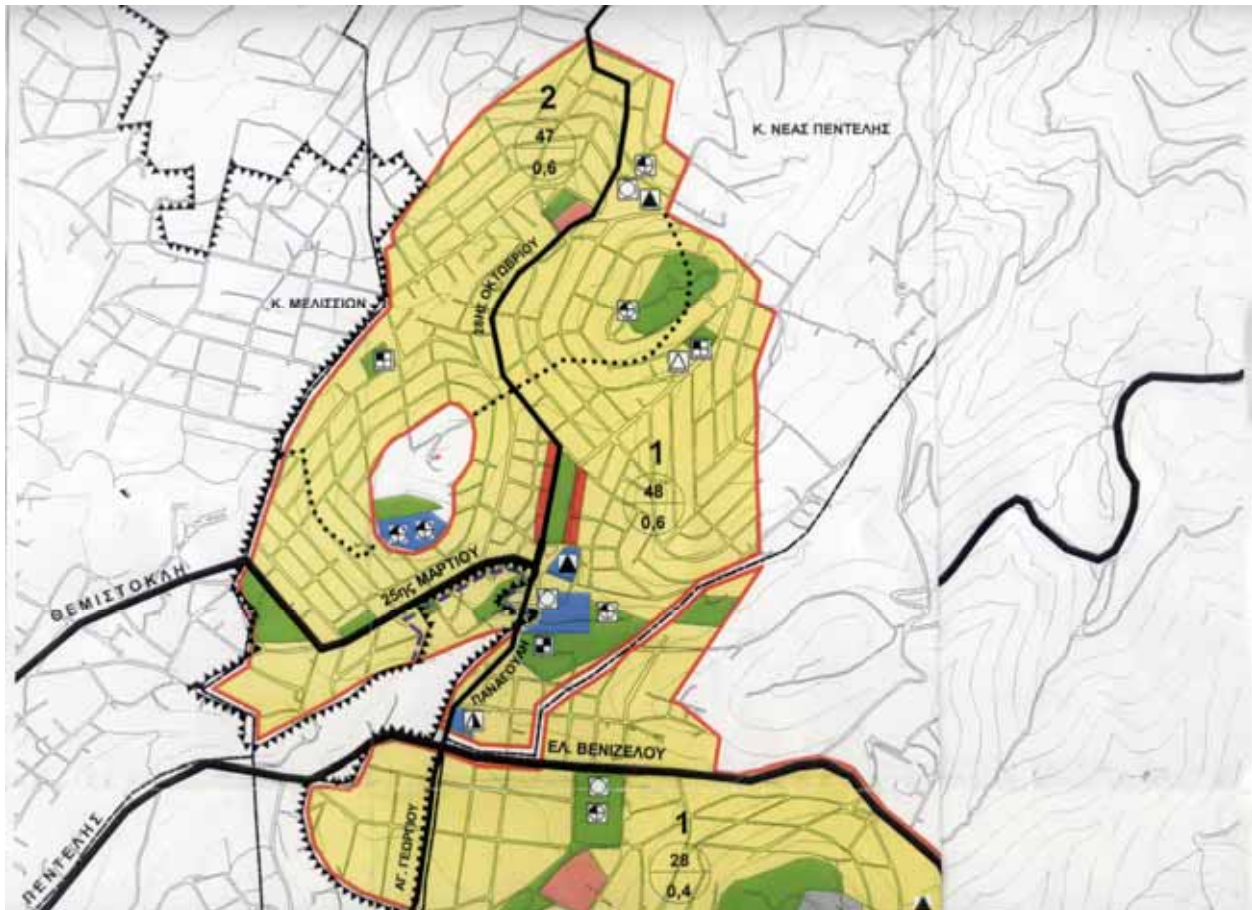 2
47
0,6
Κ. ΝΕΑΣ ΠΕΝΤΕΛΗΣ
28ΗΣ ΟΚΤΩΒΡΙΟΥ
Κ. ΜΕΛΙΣΣΙΩΝ
1
48
0,6
25ης ΜΑΡΤΙΟΥ
ΘΕΜΙΣΤΟΚΛΗ
ΠΑΝΑΓΟΥΛΗ
ΕΛ. ΒΕΝΙΖΕΛΟΥ
ΠΕΝΤΕΛΗΣ
ΑΓ. ΓΕΩΡΓΙΟΥ
1
28
0,4